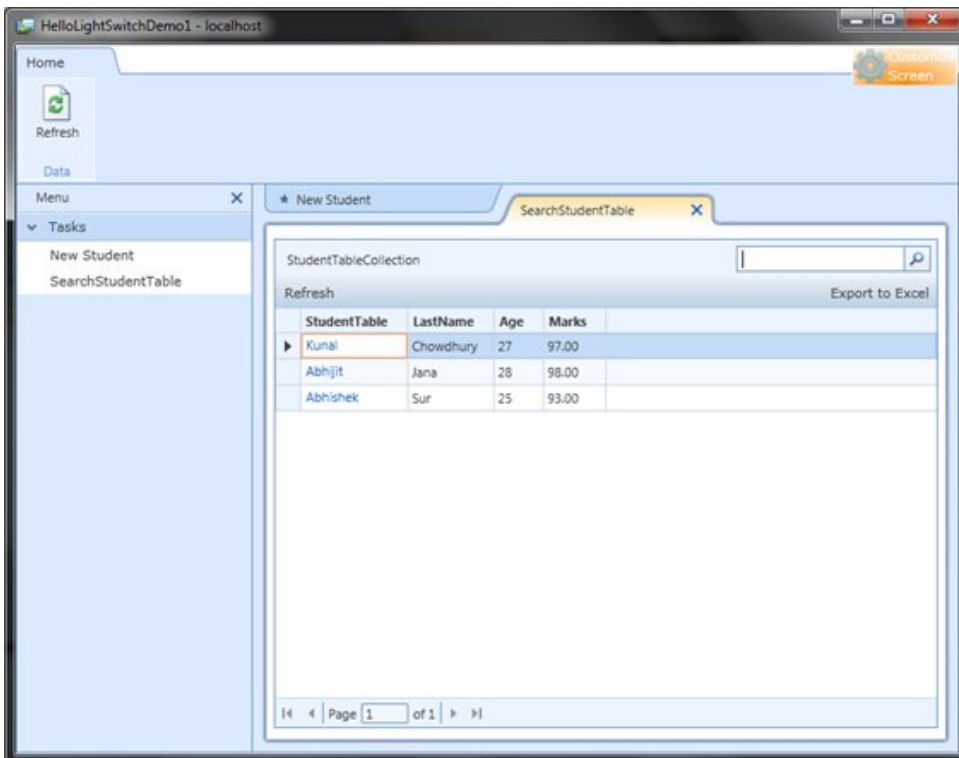 HelloLightSwitchDemo1 - localhost
Home
Customize
Screen
Refresh
Data
Menu
Tasks
New Student
SearchStudentTable
New Student
SearchStudentTable
StudentTableCollection
Refresh
Export to Excel
StudentTable LastName Age Marks
Kunal Chowdhury 27 97.00
Abhijit Jana 28 98.00
Abhishek Sur 25 93.00
Page 1 of 1